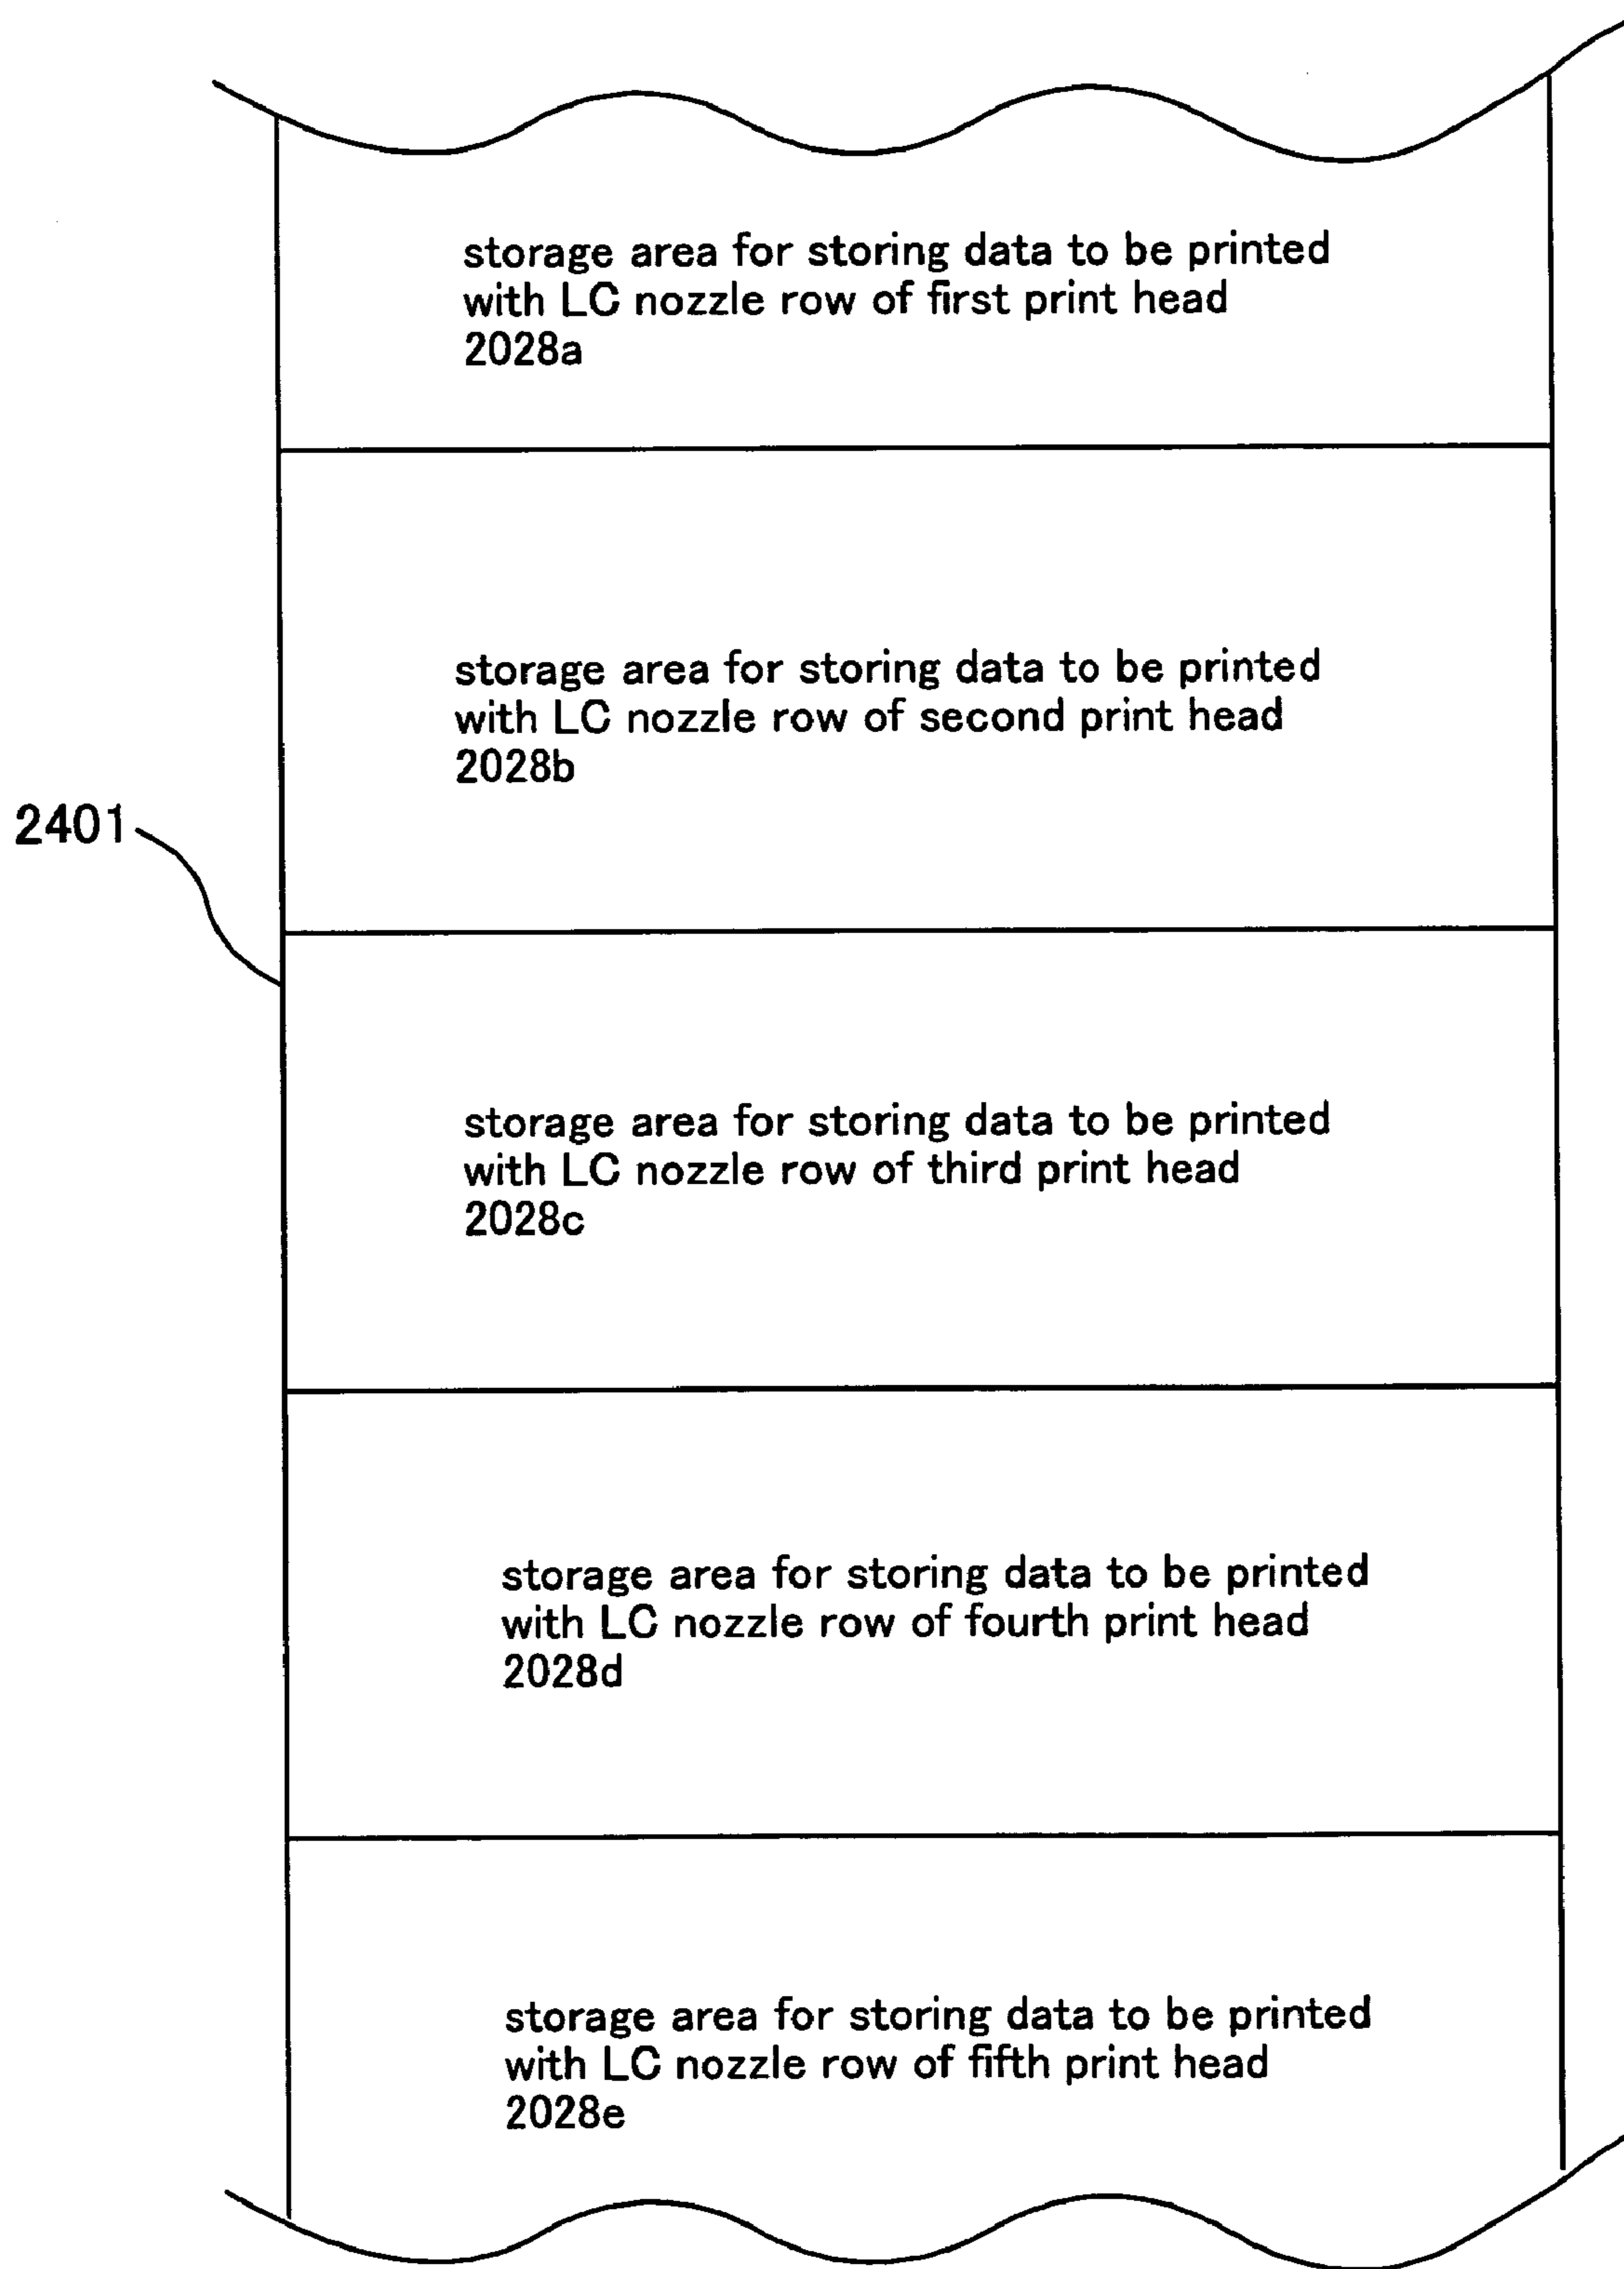 storage area for storing data to be printed
with LC nozzle row of first print head
2028a
storage area for storing data to be printed
with LC nozzle row of second print head
2028b
2401
storage area for storing data to be printed
with LC nozzle row of third print head
2028c
storage area for storing data to be printed
with LC nozzle row of fourth print head
2028d
storage area for storing data to be printed
with LC nozzle row of fifth print head
2028e